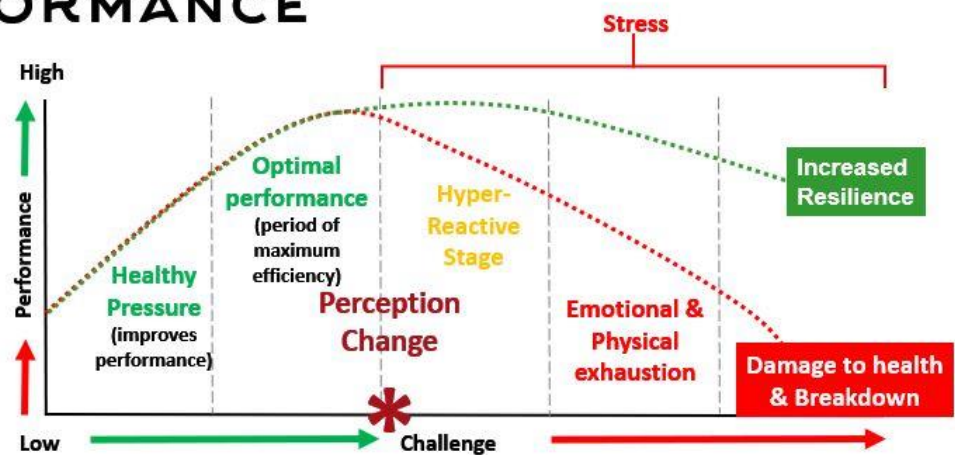 ORMANCE
Stress
High
Optimal
performance
(period of
maximum
efficiency)
Hyper-
Reactive
Stage
Increased
Resilience
Performance
Healthy
Pressure
(improves
performance)
Perception
Change
Emotional &
Physical
exhaustion
Damage to health
& Breakdown
Low
Challenge